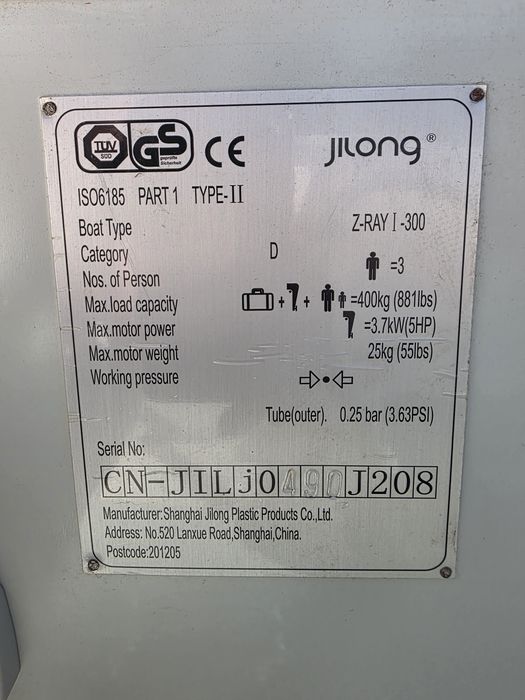 TÜV SÜD GS geprüfte Sicherheit CE JILONG®
ISO6185 PART 1 TYPE-II
Boat Type Z-RAY I -300
Category D
Nos. of Person =3
Max.load capacity + + =400kg (881lbs)
Max.motor power =3.7kW(5HP)
Max.motor weight 25kg (55lbs)
Working pressure
Tube(outer). 0.25 bar (3.63PSI)
Serial No:
CN-JILj0490J208
Manufacturer:Shanghai Jilong Plastic Products Co.,Ltd.
Address: No.520 Lanxue Road,Shanghai,China.
Postcode:201205